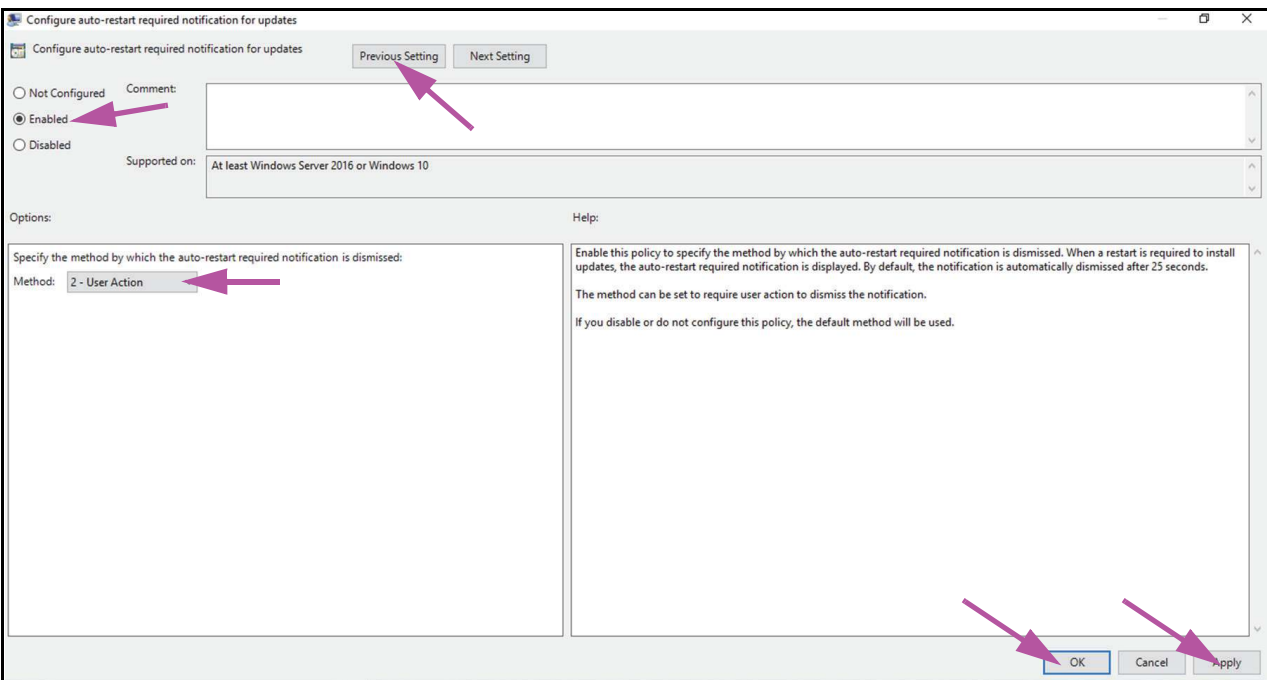 Configure auto-restart required notification for updates
Configure auto-restart required notification for updates
Previous Setting
Next Setting
Not Configured
Enabled
Disabled
Comment:
Supported on:
At least Windows Server 2016 or Windows 10
Options:
Help:
Specify the method by which the auto-restart required notification is dismissed:
Method:
2 - User Action
Enable this policy to specify the method by which the auto-restart required notification is dismissed. When a restart is required to install
updates, the auto-restart required notification is displayed. By default, the notification is automatically dismissed after 25 seconds.
The method can be set to require user action to dismiss the notification.
If you disable or do not configure this policy, the default method will be used.
OK
Cancel
Apply